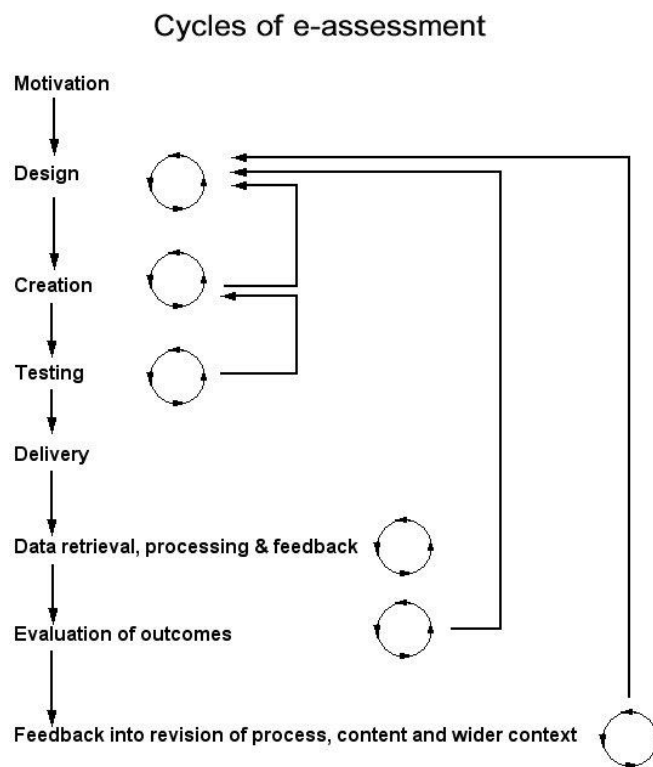 Cycles of e-assessment
Motivation
Design
Creation
Testing
Delivery
Data retrieval, processing & feedback
Evaluation of outcomes
Feedback into revision of process, content and wider context